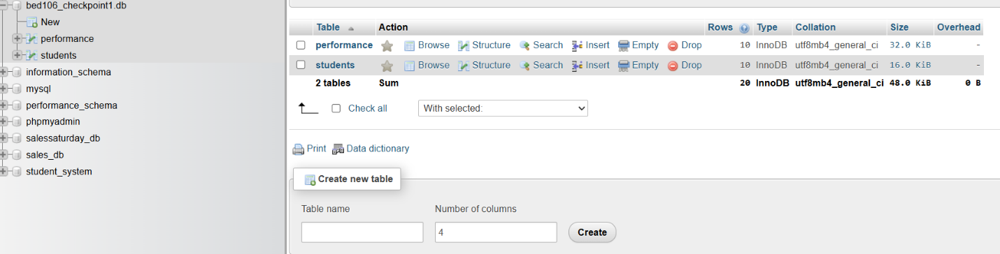 bed106_checkpoint1.db
New
performance
students
information_schema
mysql
performance_schema
phpmyadmin
salessaturday_db
sales_db
student_system
Table Action Rows Type Collation Size Overhead
performance Browse Structure Search Insert Empty Drop 10 InnoDB utf8mb4_general_ci 32.0 KiB -
students Browse Structure Search Insert Empty Drop 10 InnoDB utf8mb4_general_ci 16.0 KiB -
2 tables Sum 20 InnoDB utf8mb4_general_ci 48.0 KiB 0 B
Check all With selected:
Print Data dictionary
Create new table
Table name Number of columns
4 Create